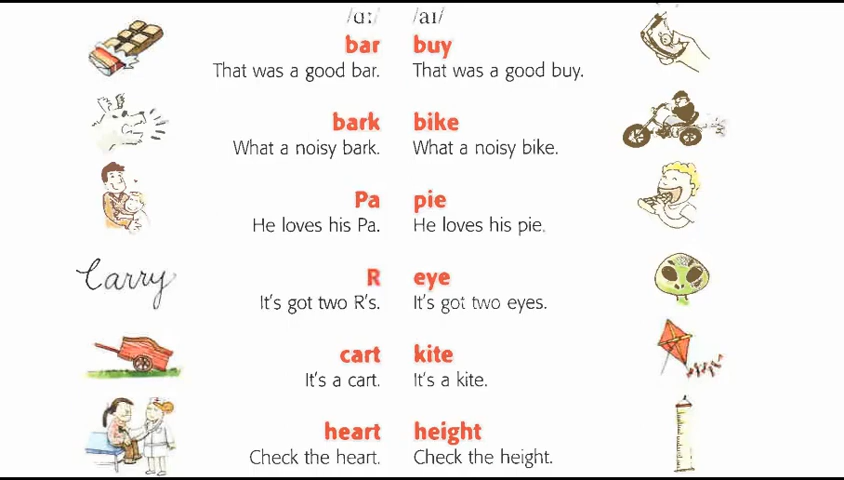 /ɑː/ /aɪ/
bar buy
That was a good bar. That was a good buy.
bark bike
What a noisy bark. What a noisy bike.
Pa pie
He loves his Pa. He loves his pie.
Carry
R eye
It's got two R's. It's got two eyes.
cart kite
It's a cart. It's a kite.
heart height
Check the heart. Check the height.